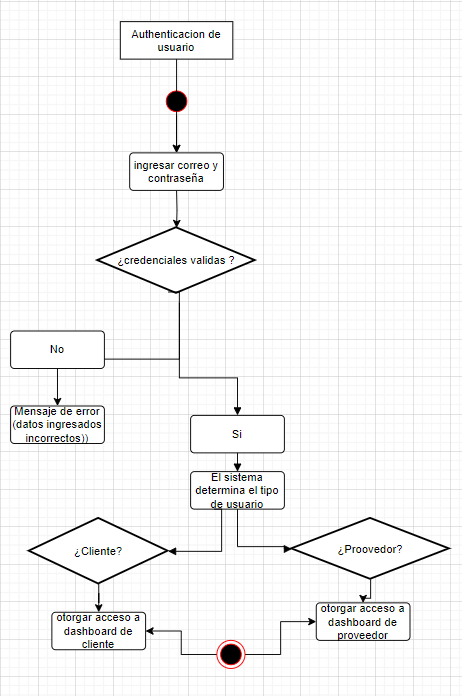 Authenticacion de
usuario
ingresar correo y
contraseña
¿credenciales validas ?
No
Mensaje de error
(datos ingresados
incorrectos))
Si
El sistema
determina el tipo
de usuario
¿Cliente?
¿Proovedor?
otorgar acceso a
dashboard de
cliente
otorgar acceso a
dashboard de
proveedor